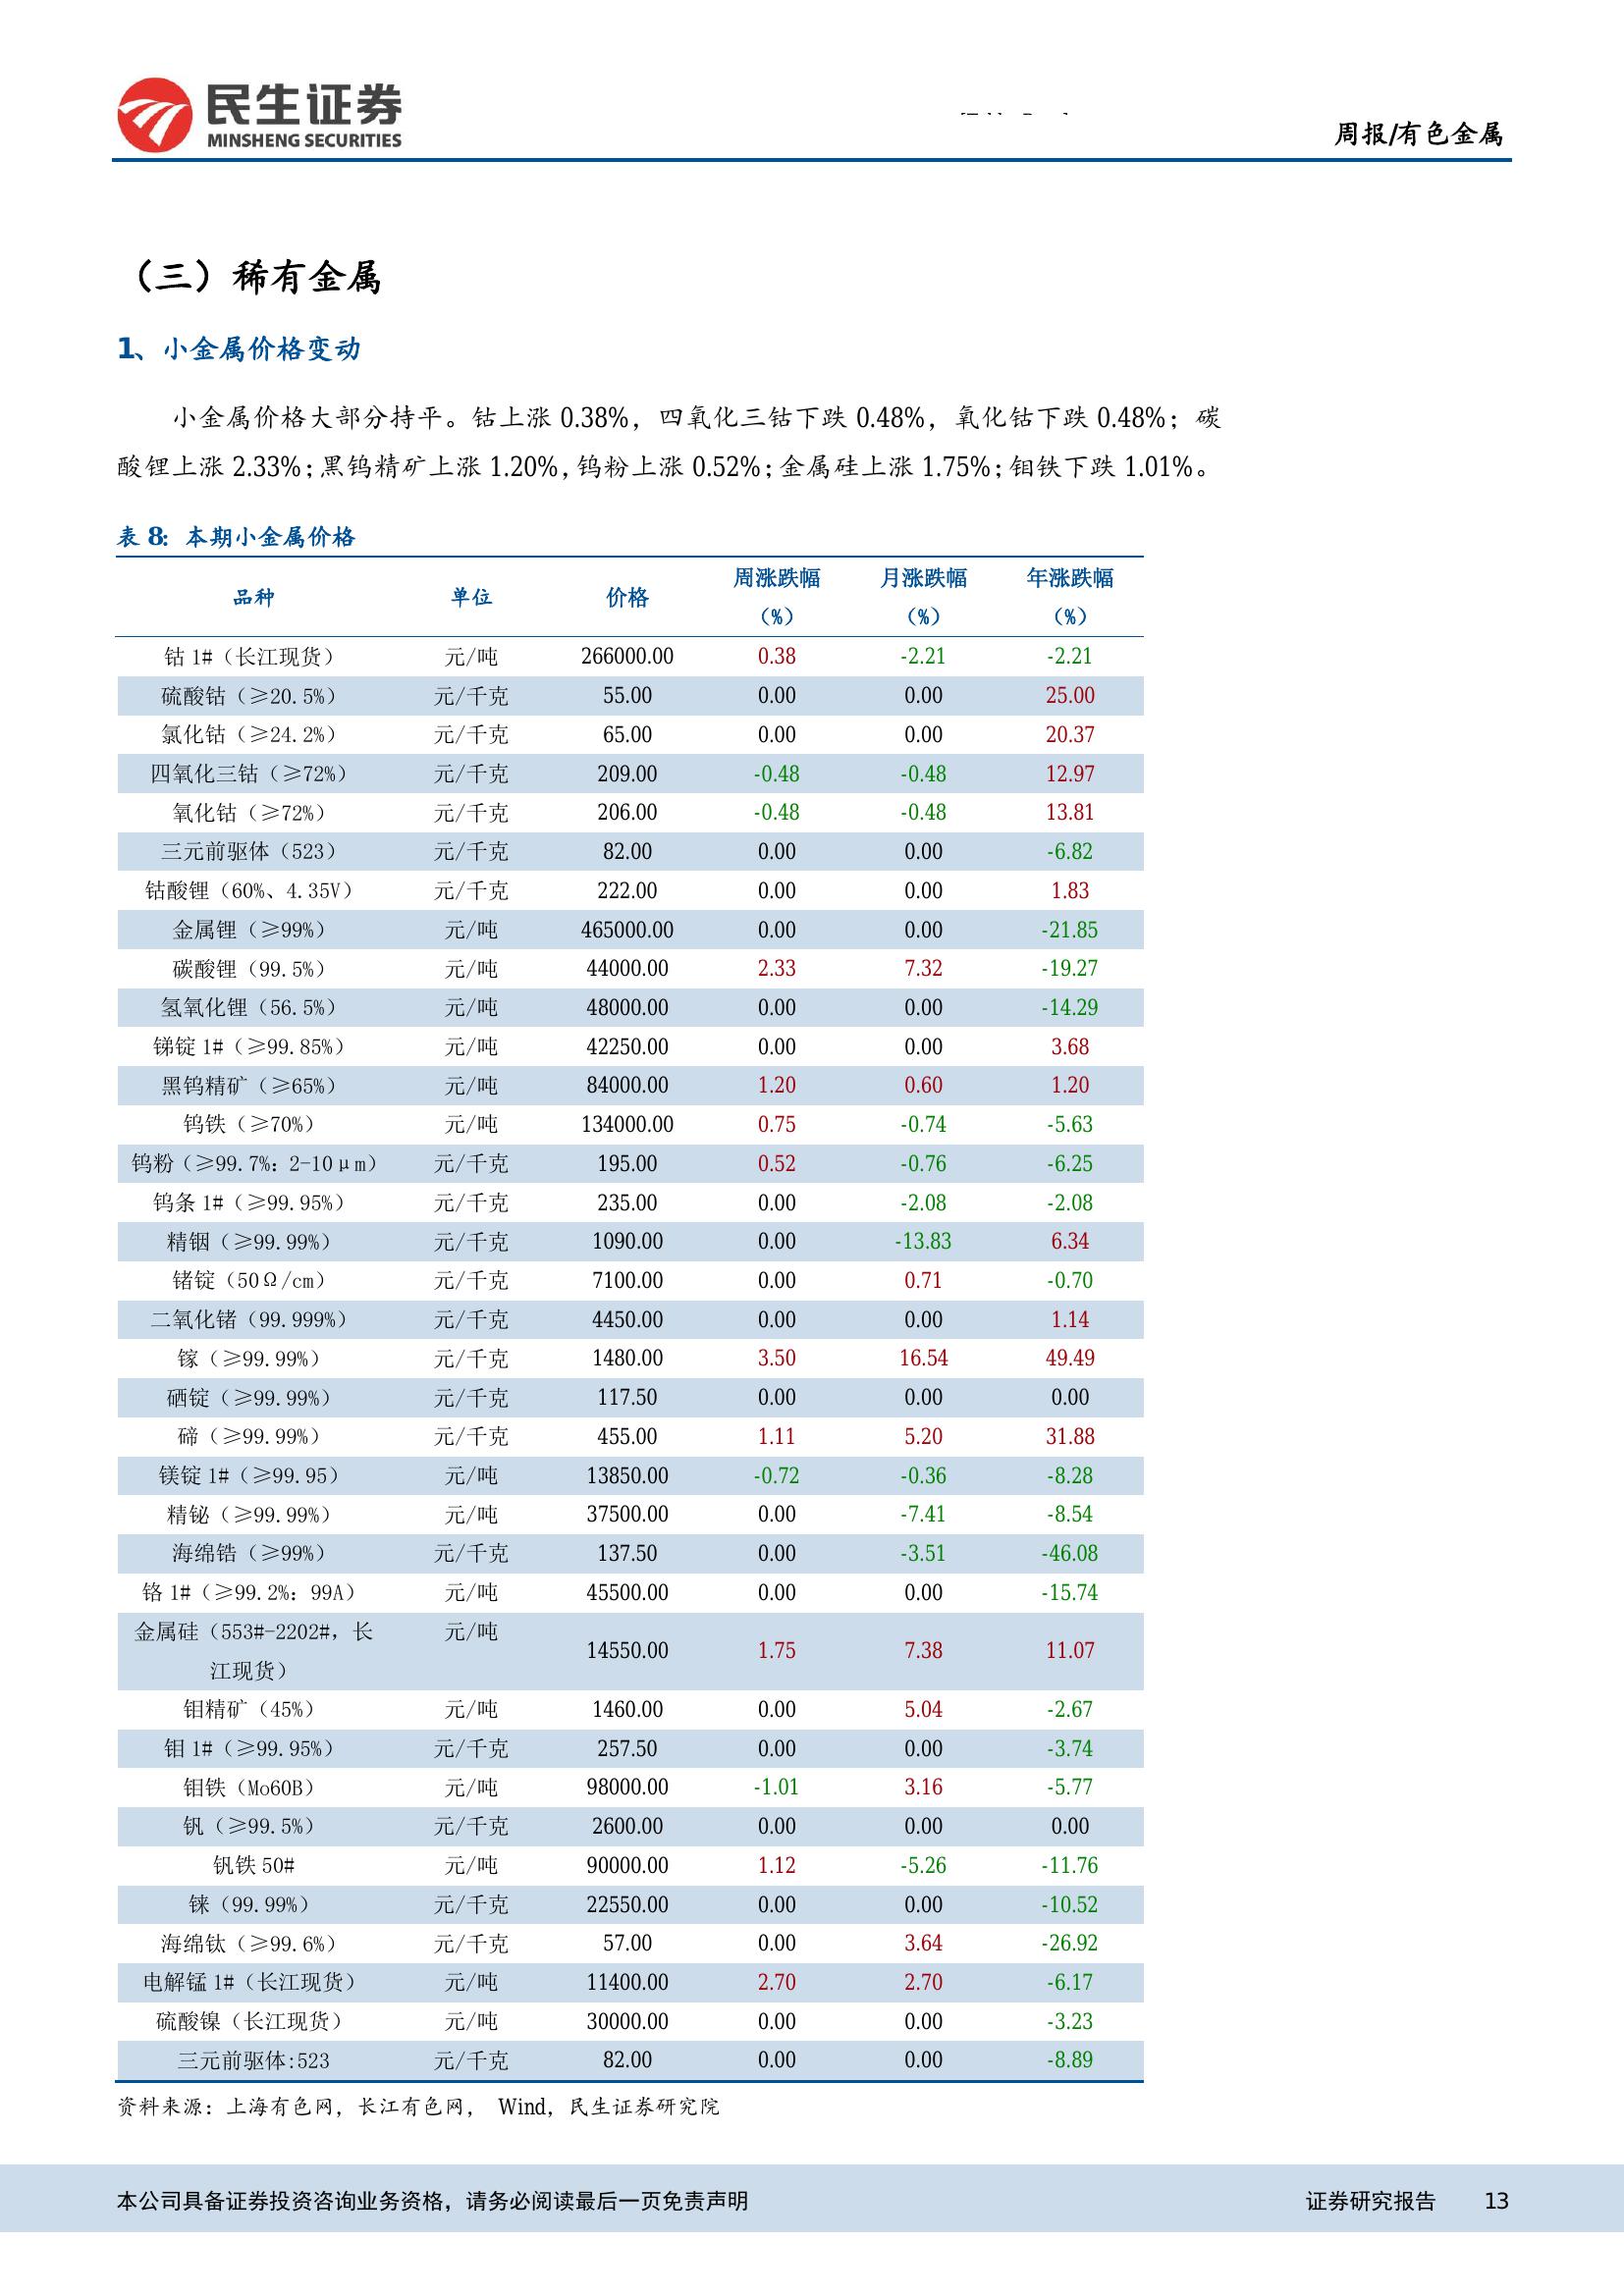 民生证券
MINSHENG SECURITIES
周报/有色金属
（三）稀有金属
1、小金属价格变动
小金属价格大部分持平。钴上涨 0.38%，四氧化三钴下跌 0.48%，氧化钴下跌 0.48%；碳
酸锂上涨 2.33%；黑钨精矿上涨 1.20%，钨粉上涨 0.52%；金属硅上涨 1.75%；钼铁下跌 1.01%。
表 8：本期小金属价格
品种 单位 价格 周涨跌幅（%） 月涨跌幅（%） 年涨跌幅（%）
钴 1#（长江现货） 元/吨 266000.00 0.38 -2.21 -2.21
硫酸钴（≥20.5%） 元/千克 55.00 0.00 0.00 25.00
氯化钴（≥24.2%） 元/千克 65.00 0.00 0.00 20.37
四氧化三钴（≥72%） 元/千克 209.00 -0.48 -0.48 12.97
氧化钴（≥72%） 元/千克 206.00 -0.48 -0.48 13.81
三元前驱体（523） 元/千克 82.00 0.00 0.00 -6.82
钴酸锂（60%、4.35V） 元/千克 222.00 0.00 0.00 1.83
金属锂（≥99%） 元/吨 465000.00 0.00 0.00 -21.85
碳酸锂（99.5%） 元/吨 44000.00 2.33 7.32 -19.27
氢氧化锂（56.5%） 元/吨 48000.00 0.00 0.00 -14.29
锑锭 1#（≥99.85%） 元/吨 42250.00 0.00 0.00 3.68
黑钨精矿（≥65%） 元/吨 84000.00 1.20 0.60 1.20
钨铁（≥70%） 元/吨 134000.00 0.75 -0.74 -5.63
钨粉（≥99.7%：2-10μm） 元/千克 195.00 0.52 -0.76 -6.25
钨条 1#（≥99.95%） 元/千克 235.00 0.00 -2.08 -2.08
精铟（≥99.99%） 元/千克 1090.00 0.00 -13.83 6.34
锗锭（50Ω/cm） 元/千克 7100.00 0.00 0.71 -0.70
二氧化锗（99.999%） 元/千克 4450.00 0.00 0.00 1.14
镓（≥99.99%） 元/千克 1480.00 3.50 16.54 49.49
硒锭（≥99.99%） 元/千克 117.50 0.00 0.00 0.00
碲（≥99.99%） 元/千克 455.00 1.11 5.20 31.88
镁锭 1#（≥99.95） 元/吨 13850.00 -0.72 -0.36 -8.28
精铋（≥99.99%） 元/吨 37500.00 0.00 -7.41 -8.54
海绵锆（≥99%） 元/千克 137.50 0.00 -3.51 -46.08
铬 1#（≥99.2%：99A） 元/吨 45500.00 0.00 0.00 -15.74
金属硅（553#-2202#，长江现货） 元/吨 14550.00 1.75 7.38 11.07
钼精矿（45%） 元/吨 1460.00 0.00 5.04 -2.67
钼 1#（≥99.95%） 元/千克 257.50 0.00 0.00 -3.74
钼铁（Mo60B） 元/吨 98000.00 -1.01 3.16 -5.77
钒（≥99.5%） 元/千克 2600.00 0.00 0.00 0.00
钒铁 50# 元/吨 90000.00 1.12 -5.26 -11.76
铼（99.99%） 元/千克 22550.00 0.00 0.00 -10.52
海绵钛（≥99.6%） 元/千克 57.00 0.00 3.64 -26.92
电解锰 1#（长江现货） 元/吨 11400.00 2.70 2.70 -6.17
硫酸镍（长江现货） 元/吨 30000.00 0.00 0.00 -3.23
三元前驱体:523 元/千克 82.00 0.00 0.00 -8.89
资料来源：上海有色网，长江有色网， Wind，民生证券研究院
本公司具备证券投资咨询业务资格，请务必阅读最后一页免责声明 证券研究报告 13